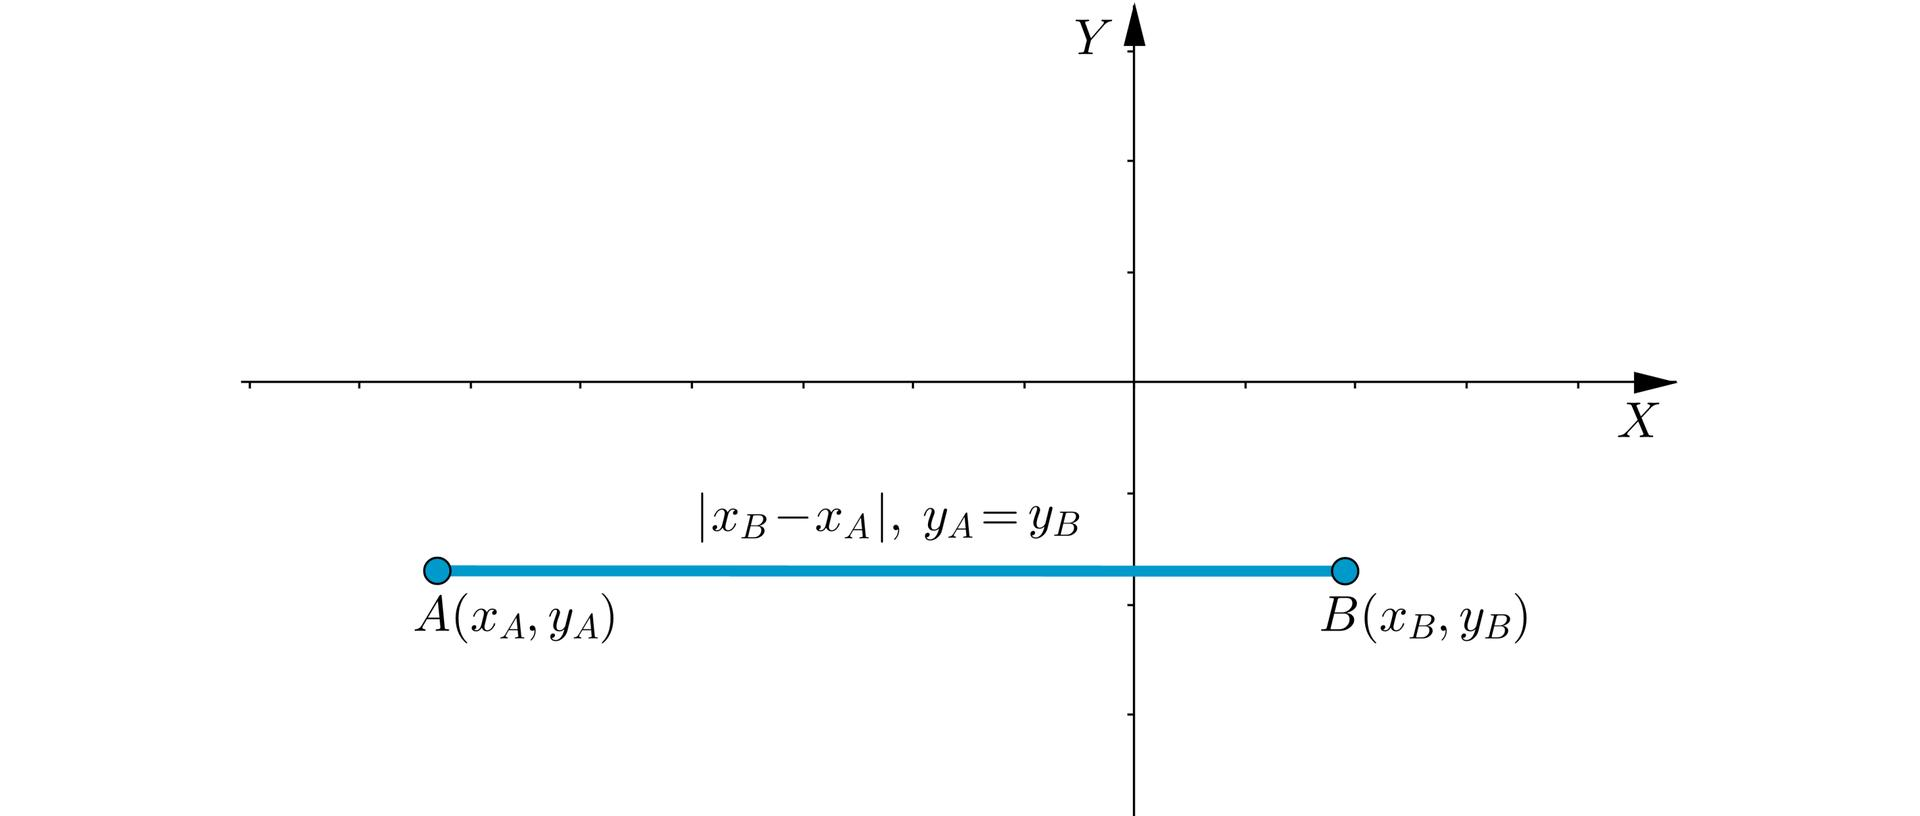 Y
X
|x_B − x_A|, y_A = y_B
A(x_A, y_A)
B(x_B, y_B)